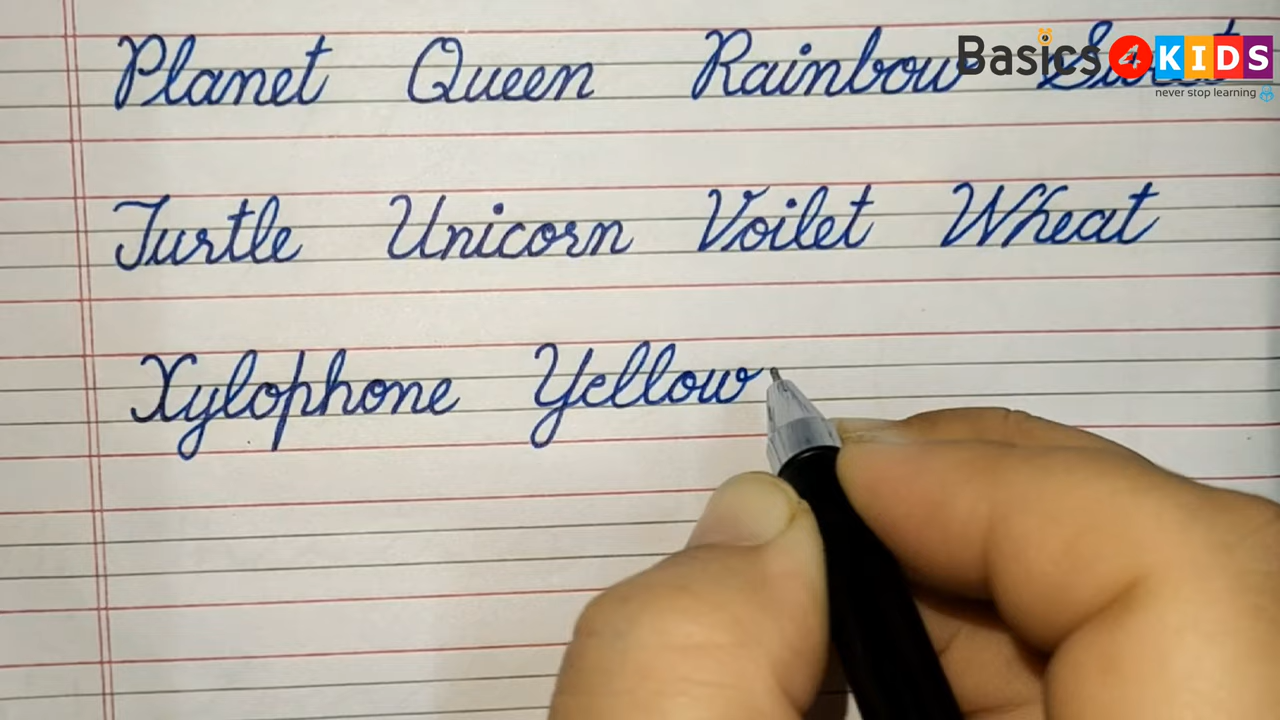 Planet Queen Rainbow
Basics 4 KIDS
never stop learning
Turtle Unicorn Voilet Wheat
Xylophone Yellow